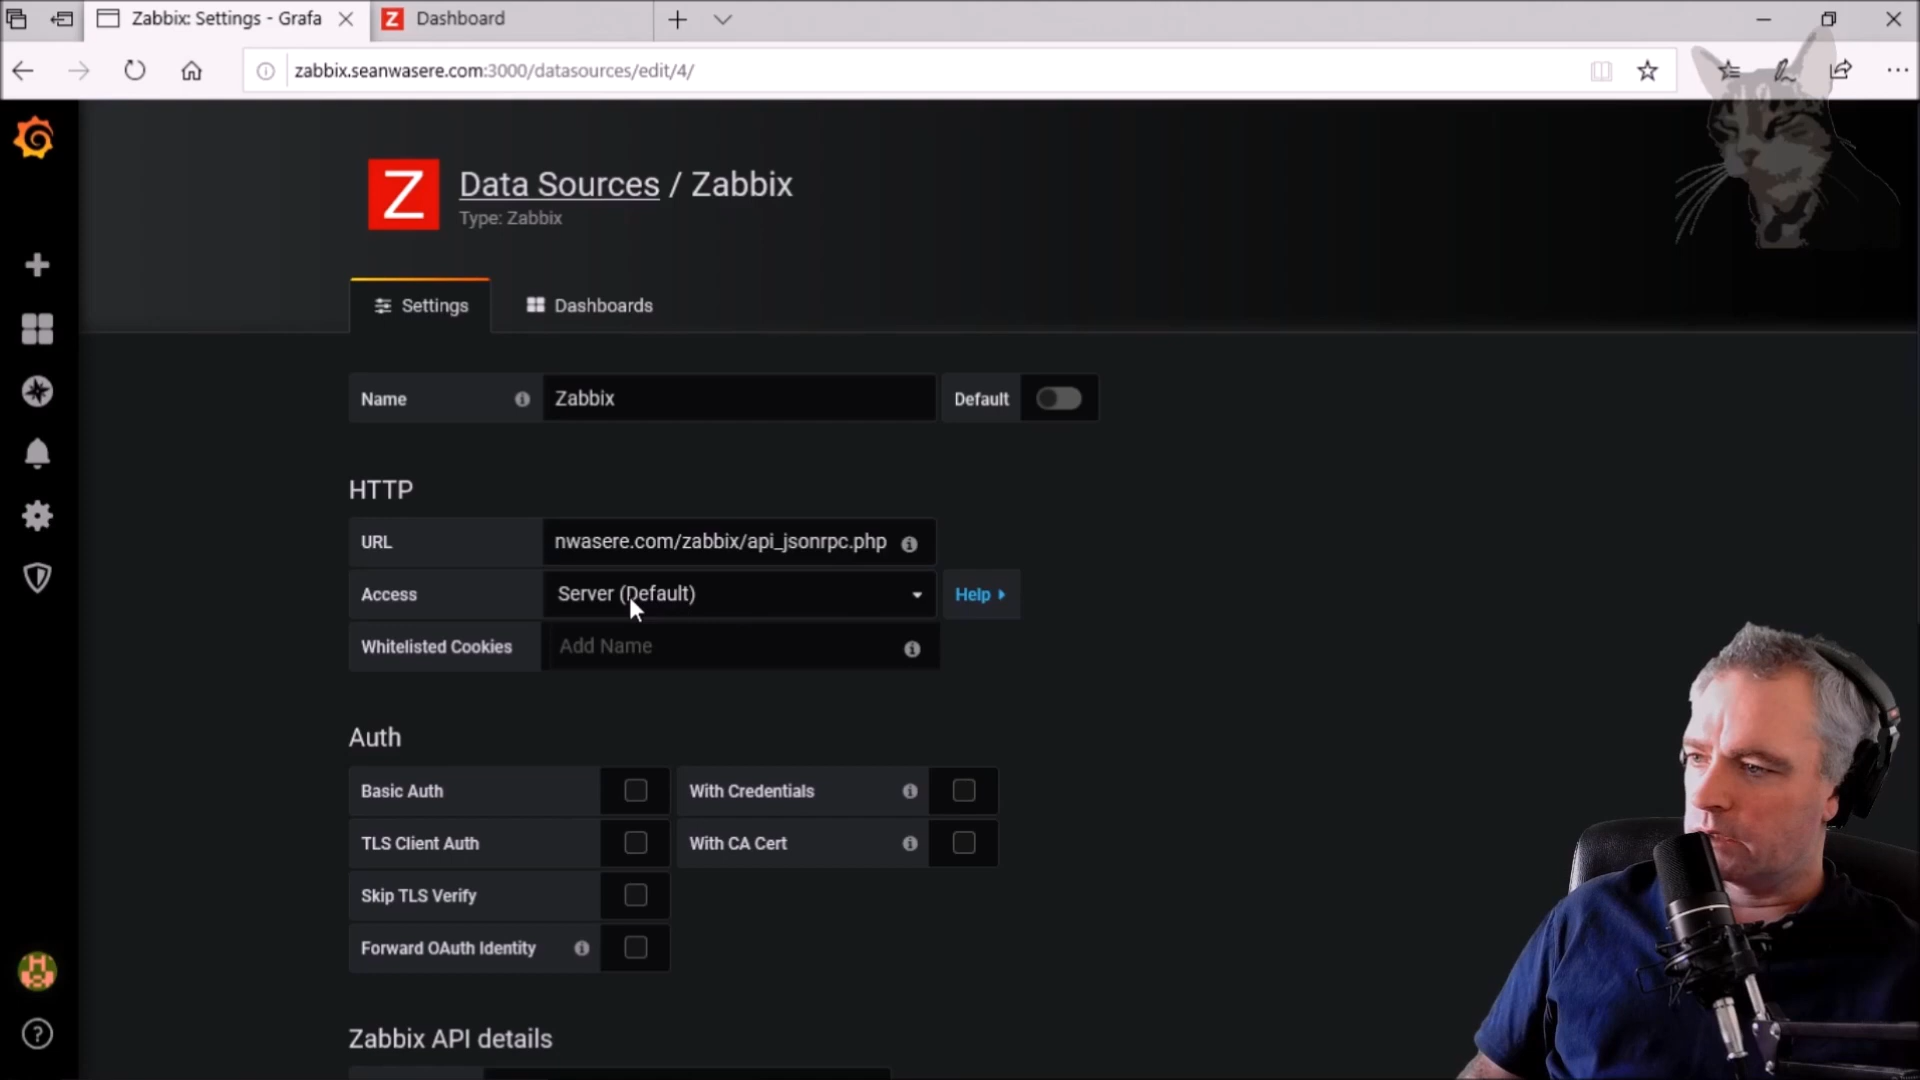 Zabbix: Settings - Grafa
Z Dashboard
zabbix.seanwasere.com:3000/datasources/edit/4/
Z
Data Sources / Zabbix
Type: Zabbix
Settings
Dashboards
Name Zabbix Default
HTTP
URL nwasere.com/zabbix/api_jsonrpc.php
Access Server (Default) Help
Whitelisted Cookies Add Name
Auth
Basic Auth With Credentials
TLS Client Auth With CA Cert
Skip TLS Verify
Forward OAuth Identity
Zabbix API details